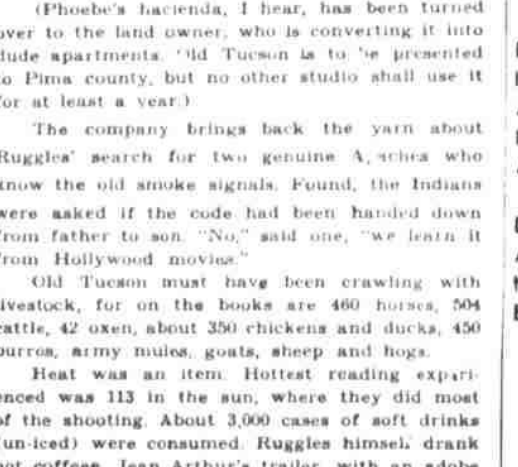 (Phoebe's hacienda, I hear, has been turned
over to the land owner, who is converting it into
dude apartments. Old Tucson is to be presented
to Pima county, but no other studio shall use it
for at least a year.)
The company brings back the yarn about
Ruggles' search for two genuine Apaches who
know the old smoke signals. Found, the Indians
were asked if the code had been handed down
from father to son. "No," said one, "we learn it
from Hollywood movies."
Old Tucson must have been crawling with
livestock, for on the books are 460 horses, 504
cattle, 42 oxen, about 350 chickens and ducks, 450
burros, army mules, goats, sheep and hogs.
Heat was an item. Hottest reading experi-
enced was 113 in the sun, where they did most
of the shooting. About 3,000 cases of soft drinks
(un-iced) were consumed. Ruggles himself drank
hot coffee. Jean Arthur's trailer, with an adobe